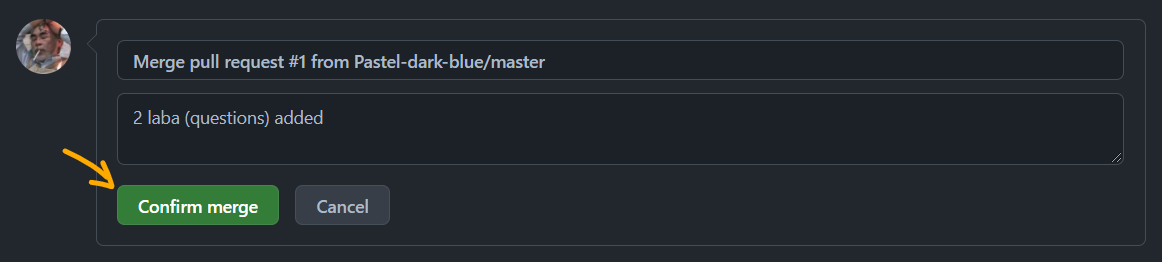 Merge pull request #1 from Pastel-dark-blue/master
2 laba (questions) added
Confirm merge
Cancel